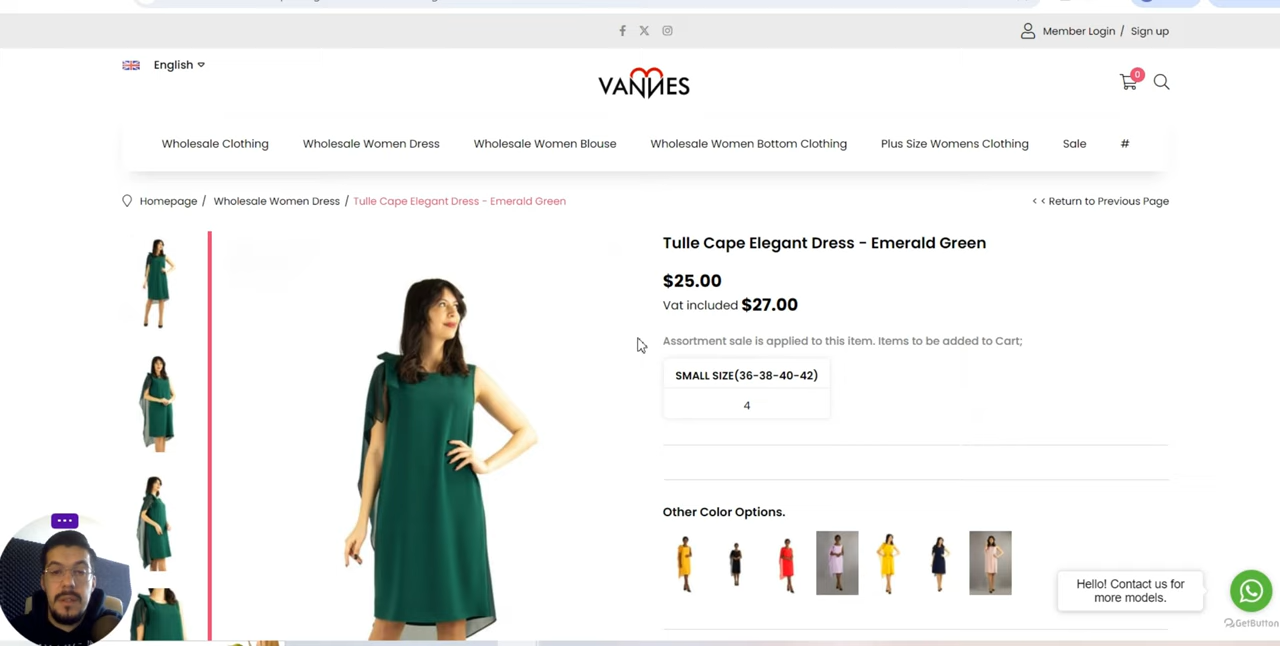 Member Login / Sign up
English
VANNES
0
Wholesale Clothing
Wholesale Women Dress
Wholesale Women Blouse
Wholesale Women Bottom Clothing
Plus Size Womens Clothing
Sale
#
Homepage / Wholesale Women Dress / Tulle Cape Elegant Dress - Emerald Green
< < Return to Previous Page
Tulle Cape Elegant Dress - Emerald Green
$25.00
Vat included $27.00
Assortment sale is applied to this item. Items to be added to Cart;
SMALL SIZE(36-38-40-42)
4
Other Color Options.
Hello! Contact us for
more models.
GetButton